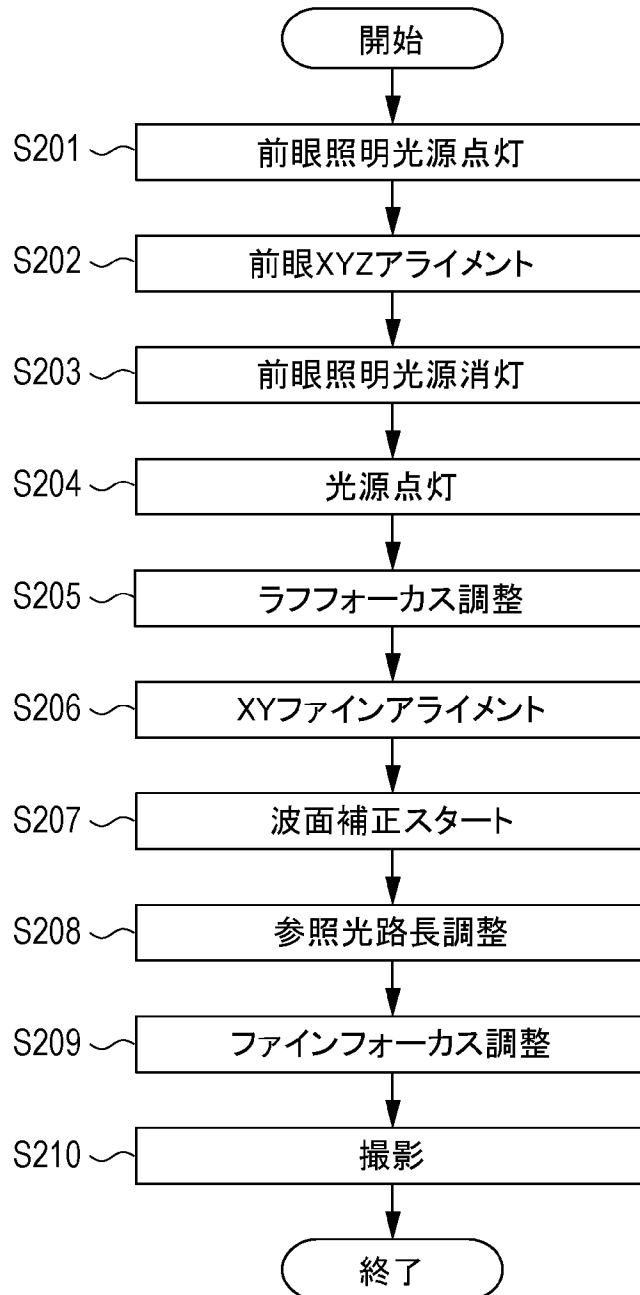 開始
S201 前眼照明光源点灯
S202 前眼XYZアライメント
S203 前眼照明光源消灯
S204 光源点灯
S205 ラフフォーカス調整
S206 XYファインアライメント
S207 波面補正スタート
S208 参照光路長調整
S209 ファインフォーカス調整
S210 撮影
終了